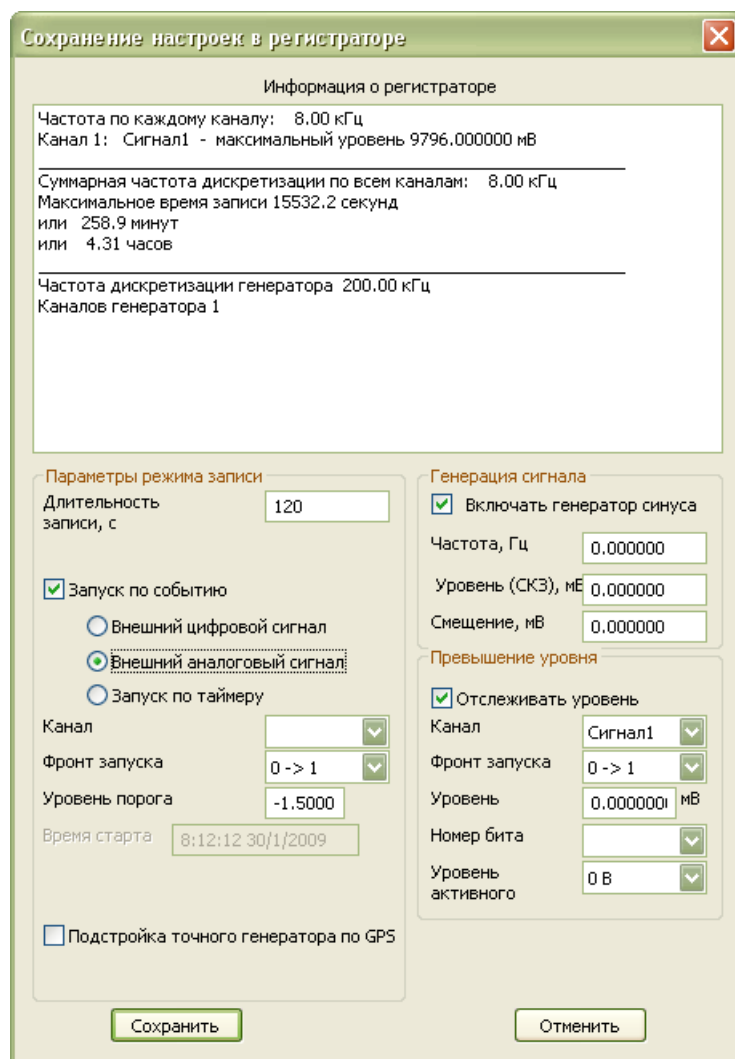 Сохранение настроек в регистраторе
Информация о регистраторе
Частота по каждому каналу: 8.00 кГц
Канал 1: Сигнал1 - максимальный уровень 9796.000000 мВ
Суммарная частота дискретизации по всем каналам: 8.00 кГц
Максимальное время записи 15532.2 секунд
или 258.9 минут
или 4.31 часов
Частота дискретизации генератора 200.00 кГц
Каналов генератора 1
Параметры режима записи
Длительность
записи, с
120
Запуск по событию
Внешний цифровой сигнал
Внешний аналоговый сигнал
Запуск по таймеру
Канал
Фронт запуска 0 -> 1
Уровень порога -1.5000
Время старта 8:12:12 30/1/2009
Подстройка точного генератора по GPS
Генерация сигнала
Включать генератор синуса
Частота, Гц 0.000000
Уровень (СКЗ), мВ 0.000000
Смещение, мВ 0.000000
Превышение уровня
Отслеживать уровень
Канал Сигнал1
Фронт запуска 0 -> 1
Уровень 0.000000 мВ
Номер бита
Уровень
активного
0 В
Сохранить
Отменить